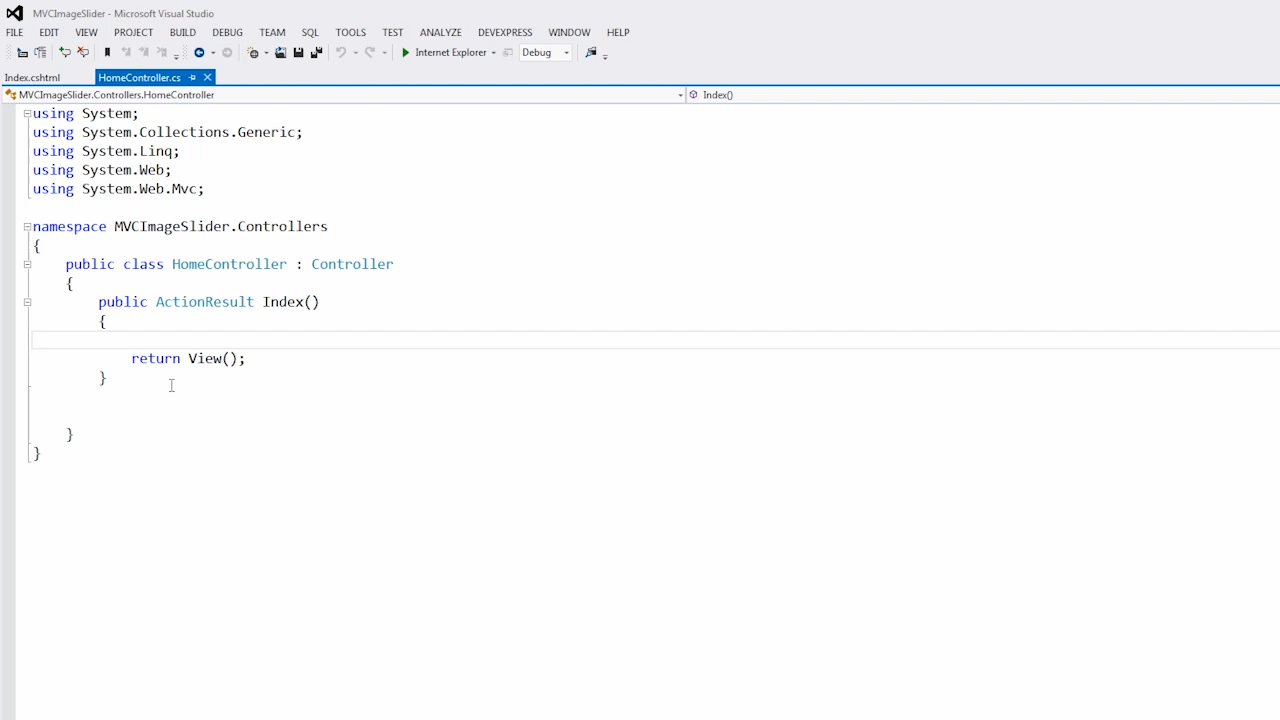 MVCImageSlider - Microsoft Visual Studio
FILE EDIT VIEW PROJECT BUILD DEBUG TEAM SQL TOOLS TEST ANALYZE DEVEXPRESS WINDOW HELP
Internet Explorer Debug
Index.cshtml HomeController.cs
MVCImageSlider.Controllers.HomeController Index()
using System;
using System.Collections.Generic;
using System.Linq;
using System.Web;
using System.Web.Mvc;
namespace MVCImageSlider.Controllers
{
public class HomeController : Controller
{
public ActionResult Index()
{
return View();
}
}
}